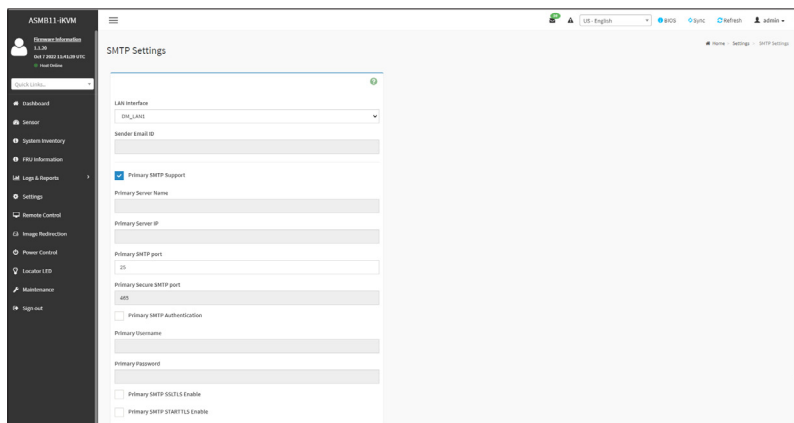 ASMB11-iKVM
US - English
BIOS
Sync
Refresh
admin
Firmware Information
1.1.20
Oct 7 2022 11:41:20 UTC
Host Online
SMTP Settings
Home - Settings - SMTP Settings
Quick Links...
Dashboard
Sensor
System Inventory
FRU Information
Logs & Reports
Settings
Remote Control
Image Redirection
Power Control
Locator LED
Maintenance
Sign out
LAN Interface
DM_LAN1
Sender Email ID
Primary SMTP Support
Primary Server Name
Primary Server IP
Primary SMTP port
25
Primary Secure SMTP port
465
Primary SMTP Authentication
Primary Username
Primary Password
Primary SMTP SSLTLS Enable
Primary SMTP STARTTLS Enable